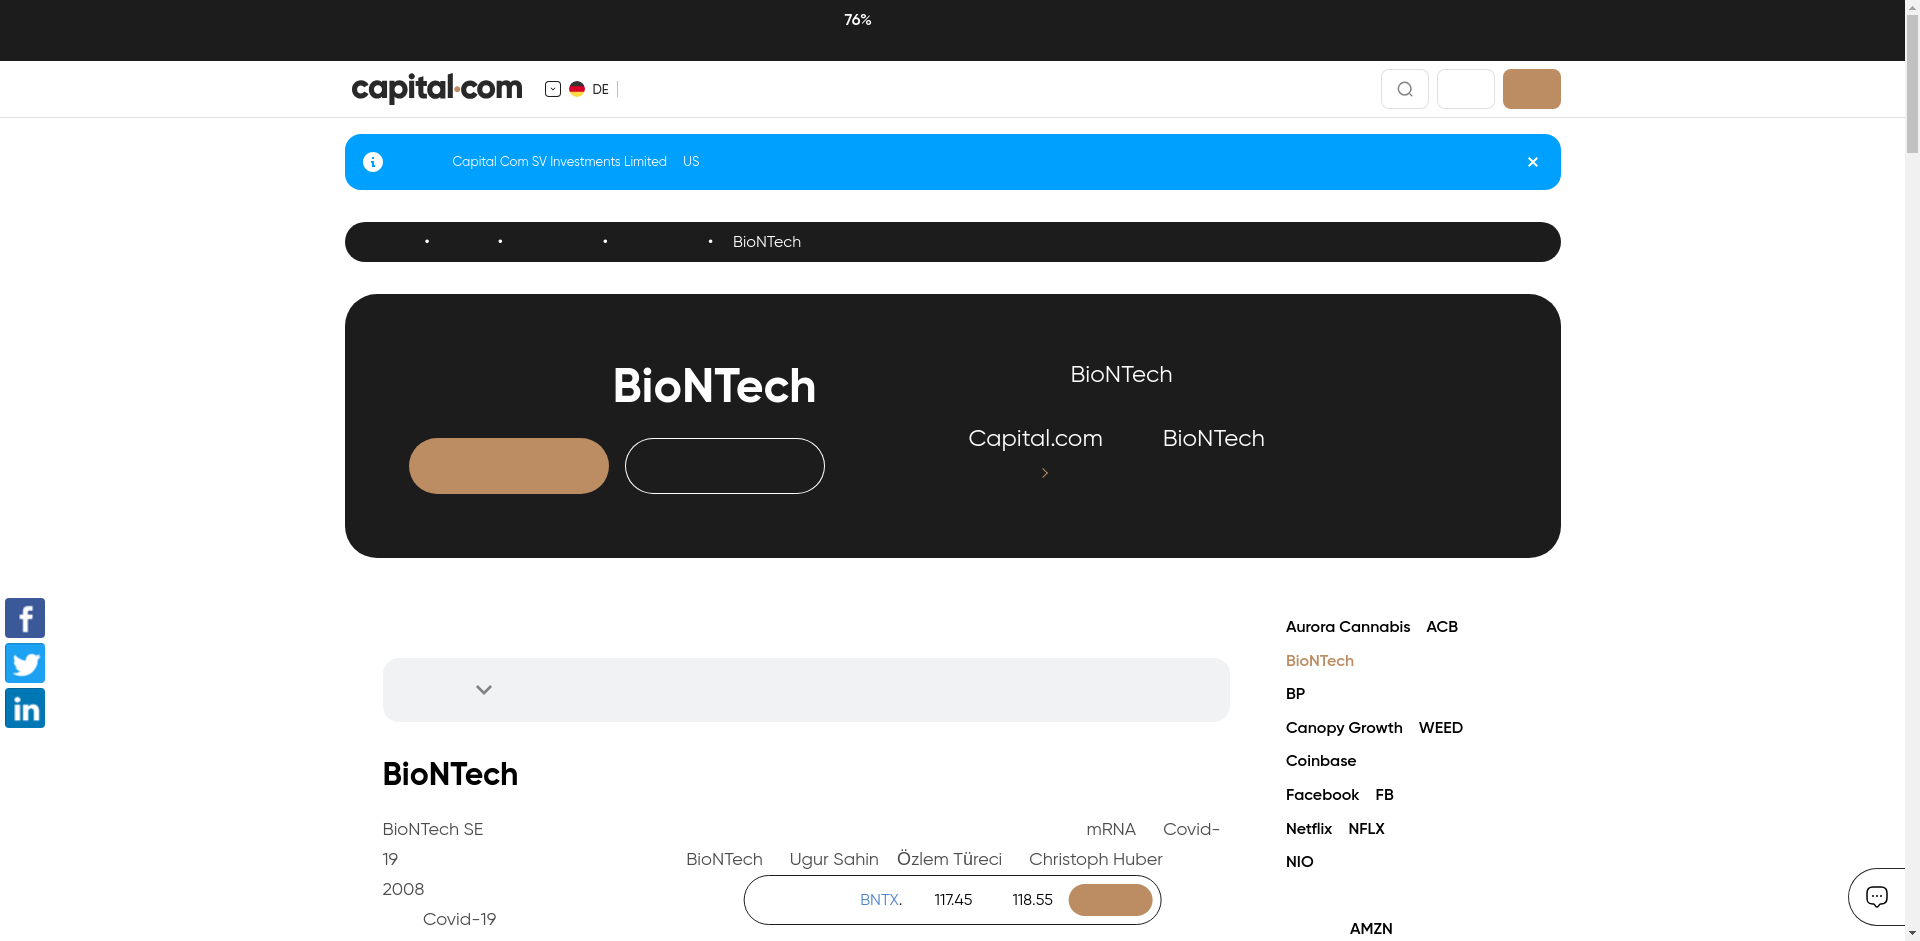 76%
capital.com DE
Capital Com SV Investments Limited US
• • • • BioNTech
BioNTech
BioNTech
Capital.com BioNTech
Aurora Cannabis ACB
BioNTech
BP
Canopy Growth WEED
Coinbase
Facebook FB
Netflix NFLX
NIO
AMZN
BioNTech
BioNTech SE mRNA Covid-
19 BioNTech Ugur Sahin Özlem Türeci Christoph Huber
2008
Covid-19
BNTX. 117.45 118.55